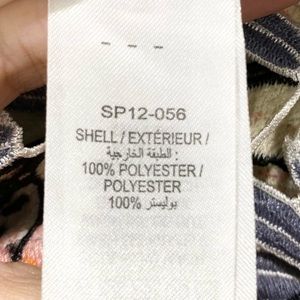 - - -
SP12-056
SHELL / EXTÉRIEUR /
الطبقة الخارجية :
100% POLYESTER /
POLYESTER
بوليستر 100%